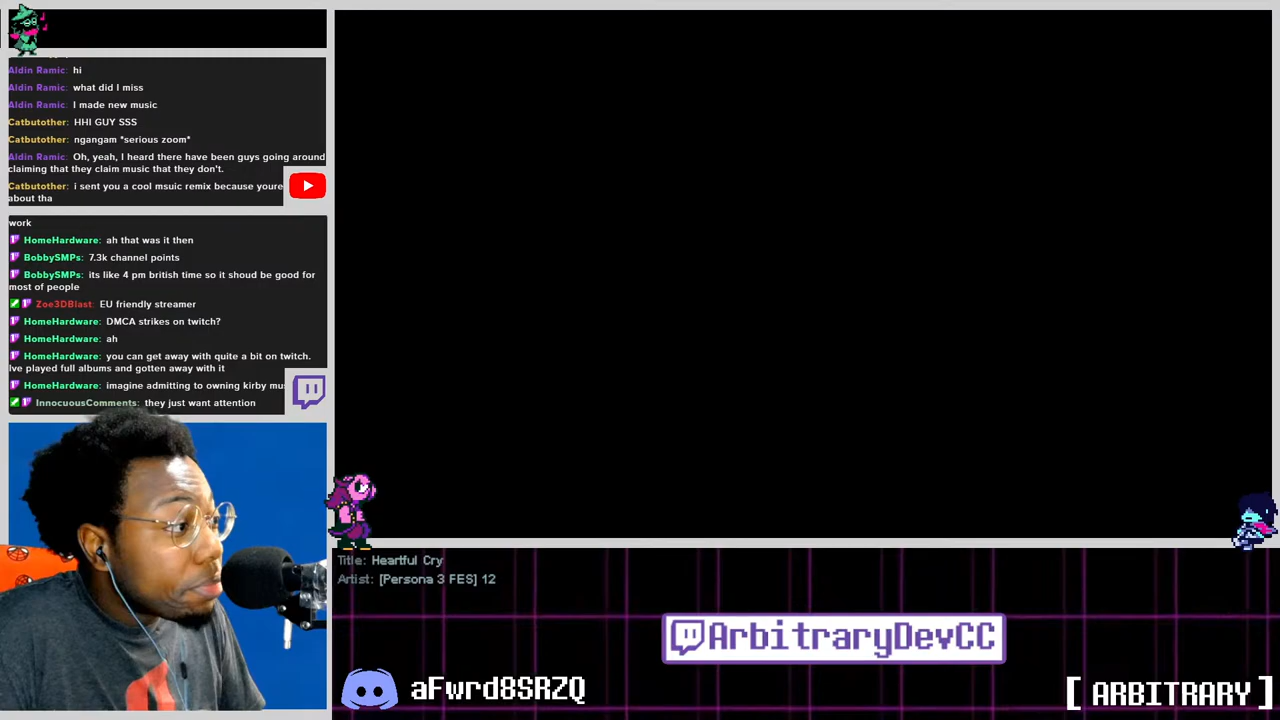 Aldin Ramic: hi
Aldin Ramic: what did I miss
Aldin Ramic: I made new music
Catbutother: HHI GUY SSS
Catbutother: ngangam *serious zoom*
Aldin Ramic: Oh, yeah, I heard there have been guys going around
claiming that they claim music that they don't.
Catbutother: i sent you a cool msuic remix because youre
about tha
work
HomeHardware: ah that was it then
BobbySMPs: 7.3k channel points
BobbySMPs: its like 4 pm british time so it shoud be good for
most of people
Zoe3DBlast: EU friendly streamer
HomeHardware: DMCA strikes on twitch?
HomeHardware: ah
HomeHardware: you can get away with quite a bit on twitch.
Ive played full albums and gotten away with it
HomeHardware: imagine admitting to owning kirby mu
InnocuousComments: they just want attention
Title: Heartful Cry
Artist: [Persona 3 FES] 12
ArbitraryDevCC
aFwrd8SRZQ
[ ARBITRARY ]